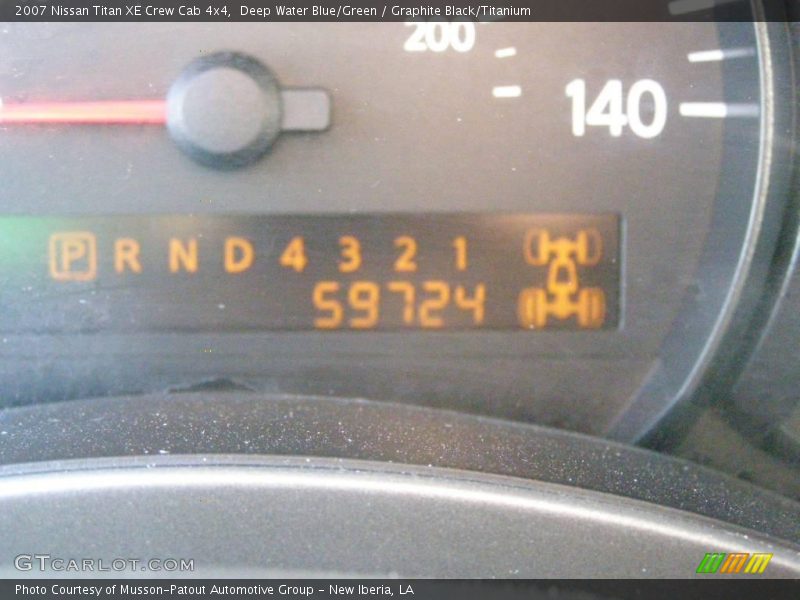 2007 Nissan Titan XE Crew Cab 4x4,  Deep Water Blue/Green / Graphite Black/Titanium
200
140
P R N D 4 3 2 1
59724
GTCARLOT.COM
Photo Courtesy of Musson-Patout Automotive Group - New Iberia, LA